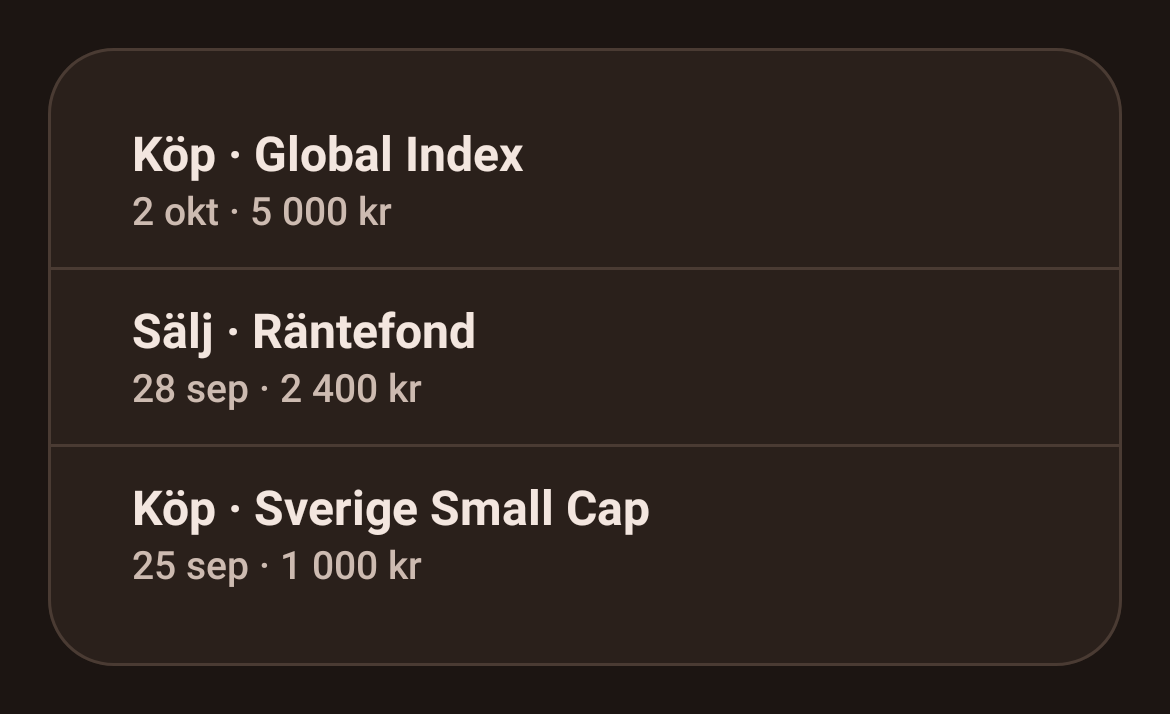 Köp · Global Index
2 okt · 5 000 kr
Sälj · Räntefond
28 sep · 2 400 kr
Köp · Sverige Small Cap
25 sep · 1 000 kr